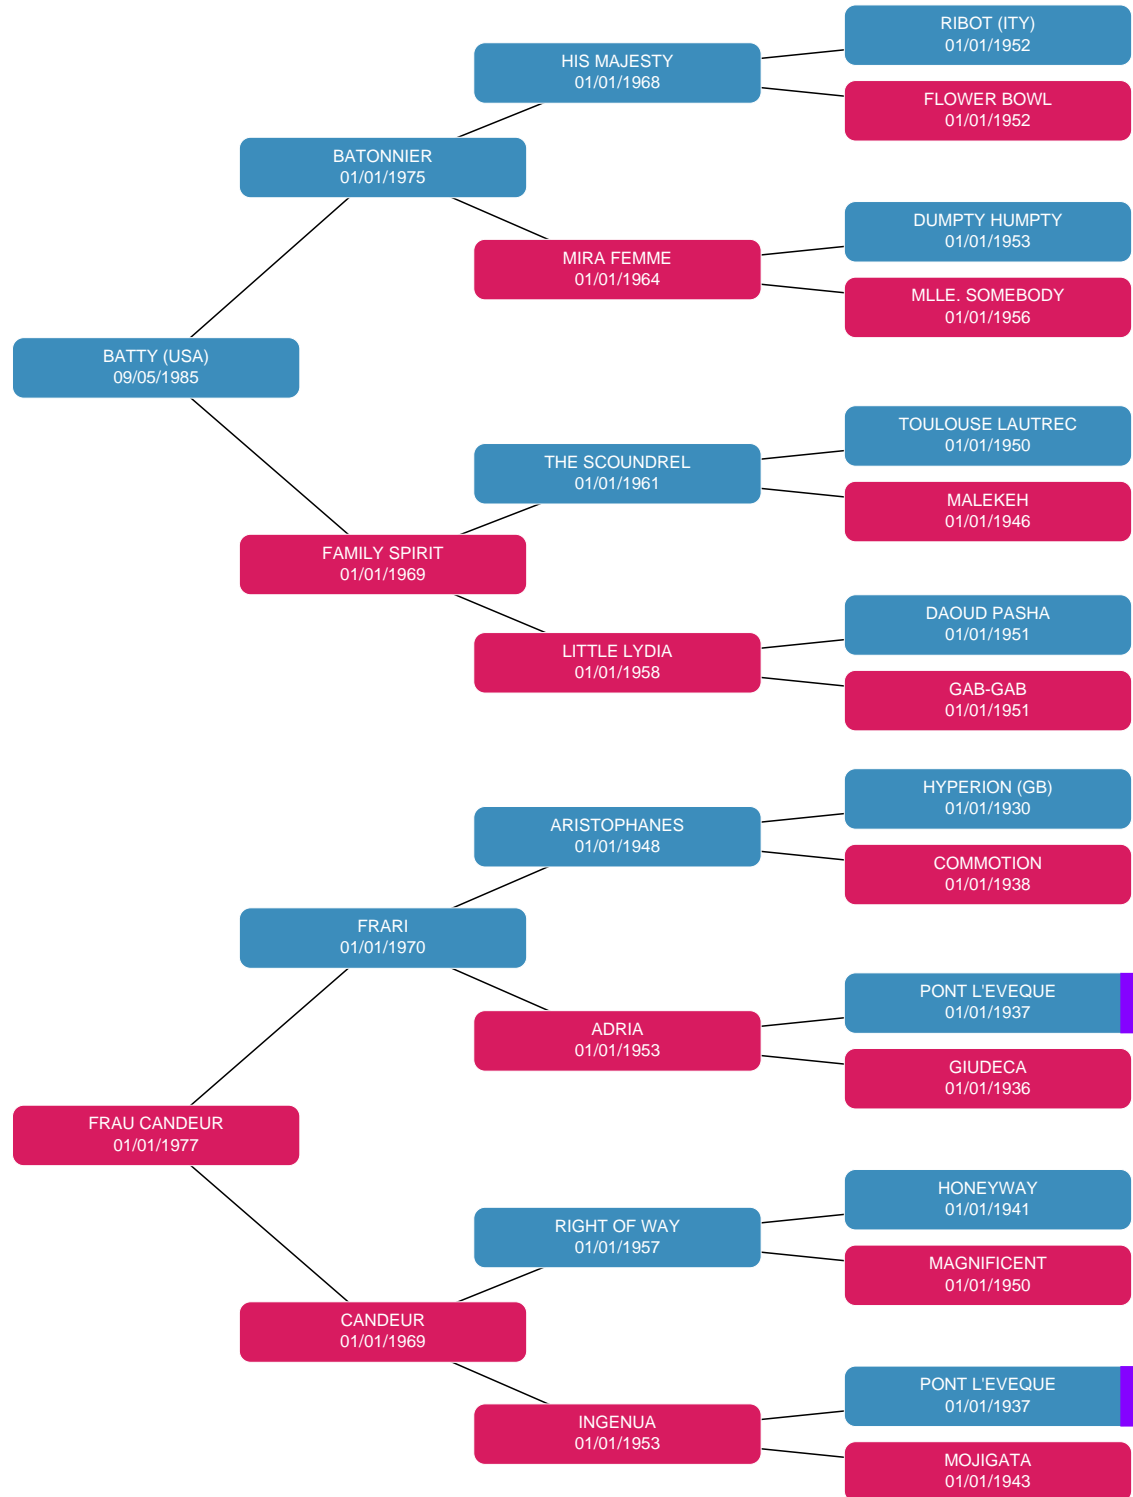 RIBOT (ITY)
01/01/1952
HIS MAJESTY
01/01/1968
FLOWER BOWL
01/01/1952
BATONNIER
01/01/1975
DUMPTY HUMPTY
01/01/1953
MIRA FEMME
01/01/1964
MLLE. SOMEBODY
01/01/1956
BATTY (USA)
09/05/1985
TOULOUSE LAUTREC
01/01/1950
THE SCOUNDREL
01/01/1961
MALEKEH
01/01/1946
FAMILY SPIRIT
01/01/1969
DAOUD PASHA
01/01/1951
LITTLE LYDIA
01/01/1958
GAB-GAB
01/01/1951
HYPERION (GB)
01/01/1930
ARISTOPHANES
01/01/1948
COMMOTION
01/01/1938
FRARI
01/01/1970
PONT L'EVEQUE
01/01/1937
ADRIA
01/01/1953
GIUDECA
01/01/1936
FRAU CANDEUR
01/01/1977
HONEYWAY
01/01/1941
RIGHT OF WAY
01/01/1957
MAGNIFICENT
01/01/1950
CANDEUR
01/01/1969
PONT L'EVEQUE
01/01/1937
INGENUA
01/01/1953
MOJIGATA
01/01/1943